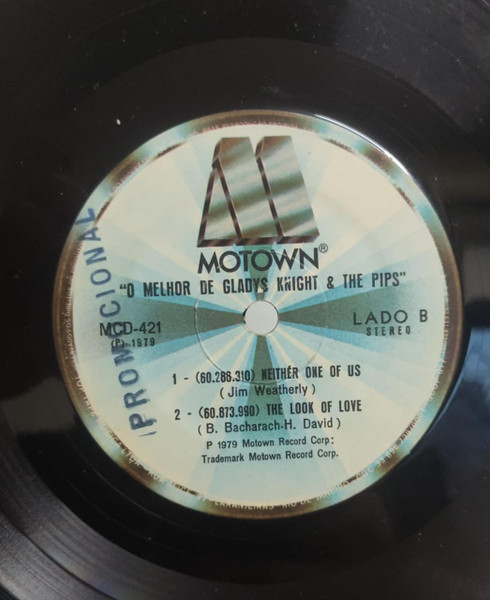 MOTOWN®
"O MELHOR DE GLADYS KNIGHT & THE PIPS"
MCD-421
(P) 1979
LADO B
STEREO
PROMOCIONAL
1 - (60.288.310) NEITHER ONE OF US
( Jim Weatherly )
2 - (60.873.990) THE LOOK OF LOVE
( B. Bacharach-H. David )
P 1979 Motown Record Corp:
Trademark Motown Record Corp.